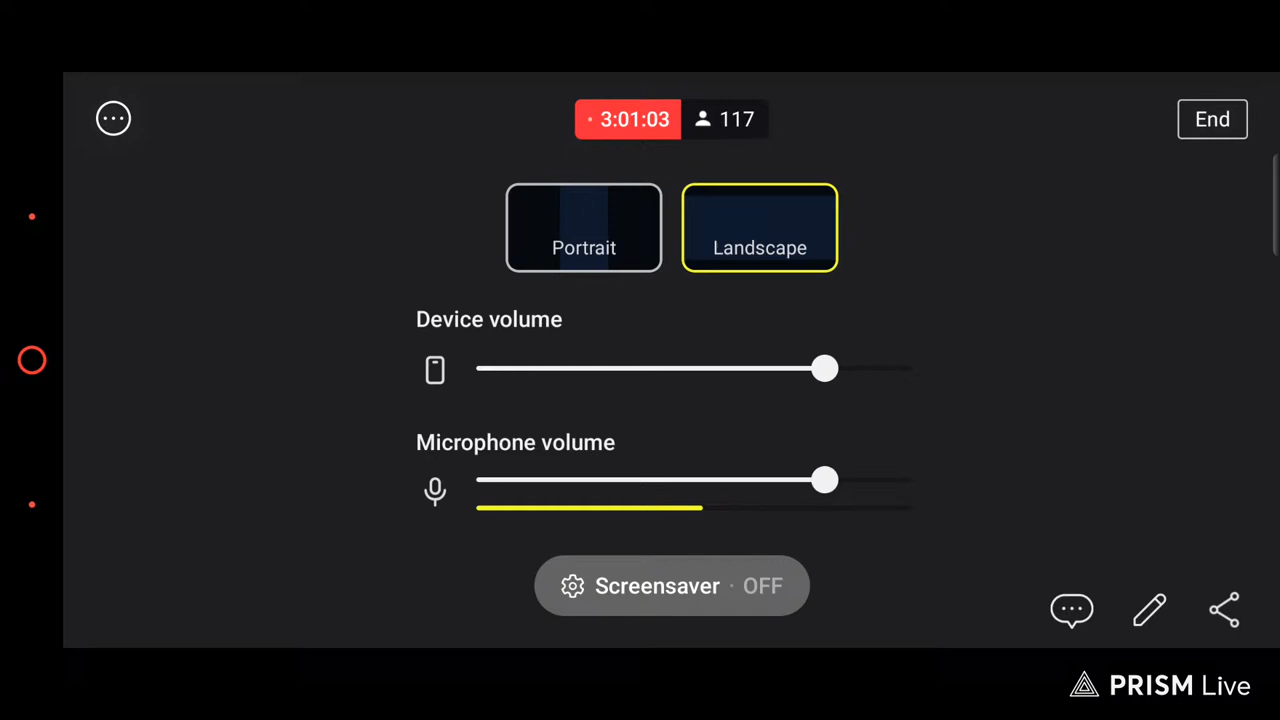 3:01:03 117
End
Portrait
Landscape
Device volume
Microphone volume
Screensaver · OFF
PRISM Live